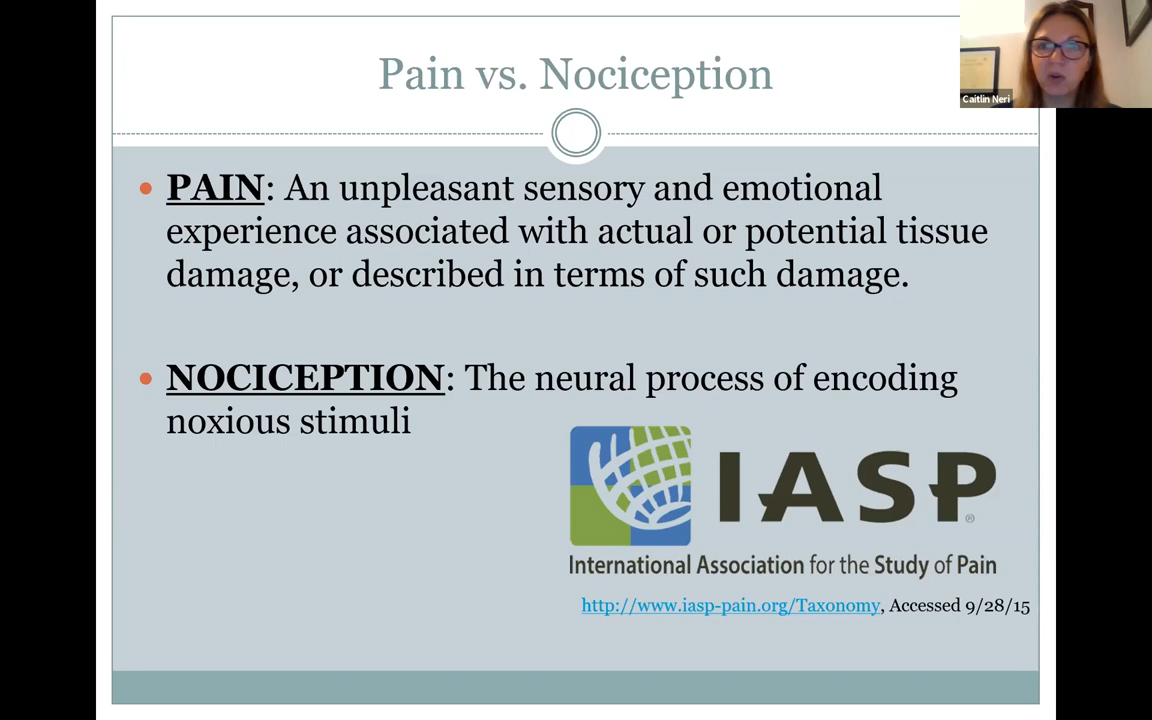 Pain vs. Nociception
Caitlin Neri
• PAIN: An unpleasant sensory and emotional
experience associated with actual or potential tissue
damage, or described in terms of such damage.
• NOCICEPTION: The neural process of encoding
noxious stimuli
IASP®
International Association for the Study of Pain
http://www.iasp-pain.org/Taxonomy, Accessed 9/28/15